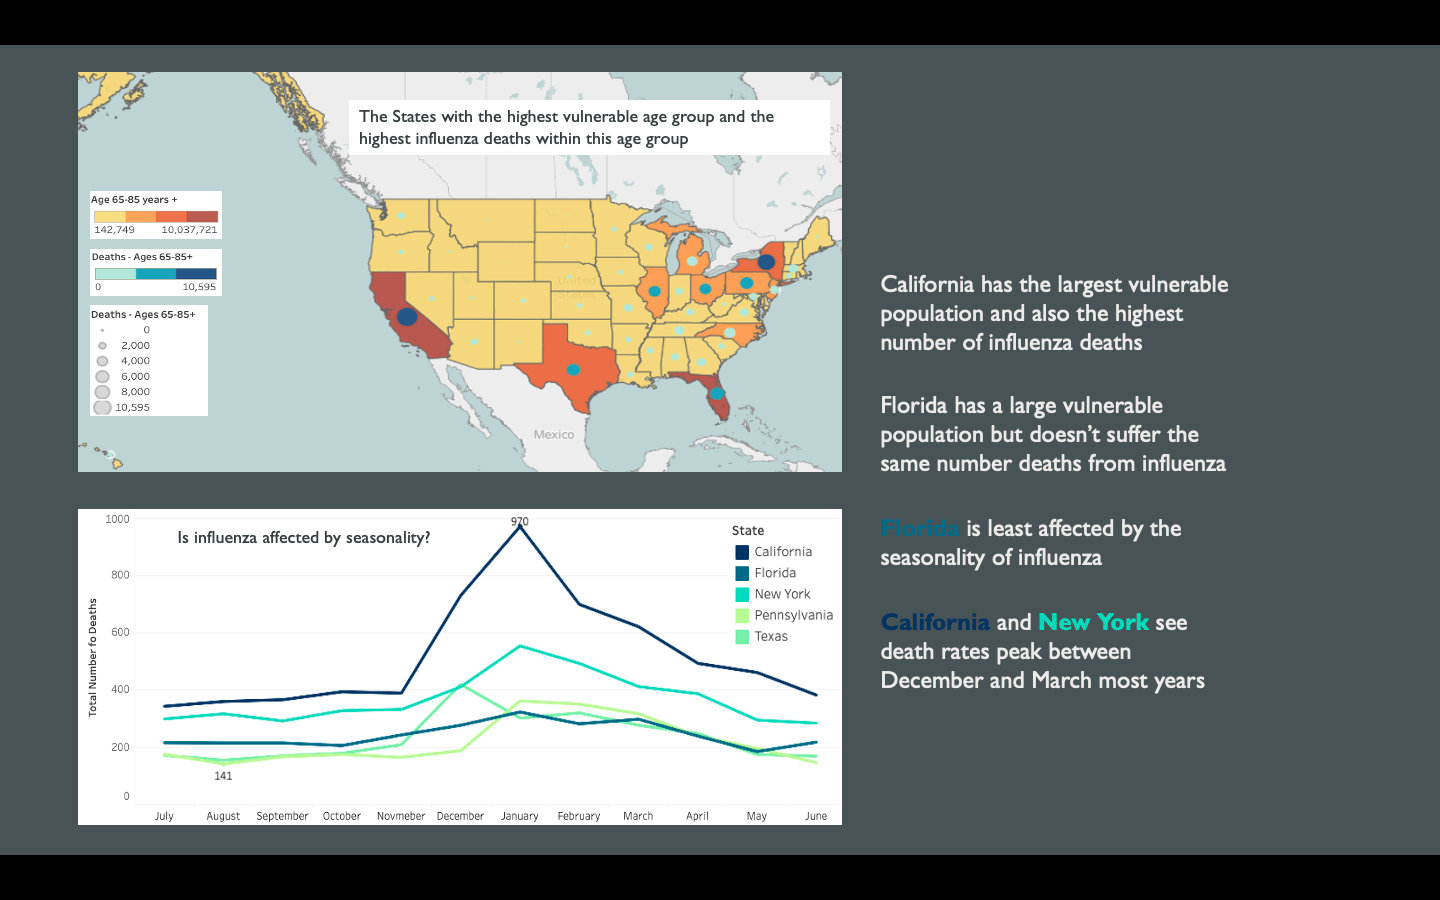 The States with the highest vulnerable age group and the
highest influenza deaths within this age group
Age 65-85 years +
142,749 10,037,721
Deaths - Ages 65-85+
0 10,595
Deaths - Ages 65-85+
0
2,000
4,000
6,000
8,000
10,595
United
States
Mexico
California has the largest vulnerable
population and also the highest
number of influenza deaths
Florida has a large vulnerable
population but doesn’t suffer the
same number deaths from influenza
Florida is least affected by the
seasonality of influenza
California and New York see
death rates peak between
December and March most years
Is influenza affected by seasonality?
Total Number fo Deaths
1000
800
600
400
200
0
970
141
State
California
Florida
New York
Pennsylvania
Texas
July August September October Novmeber December January February March April May June